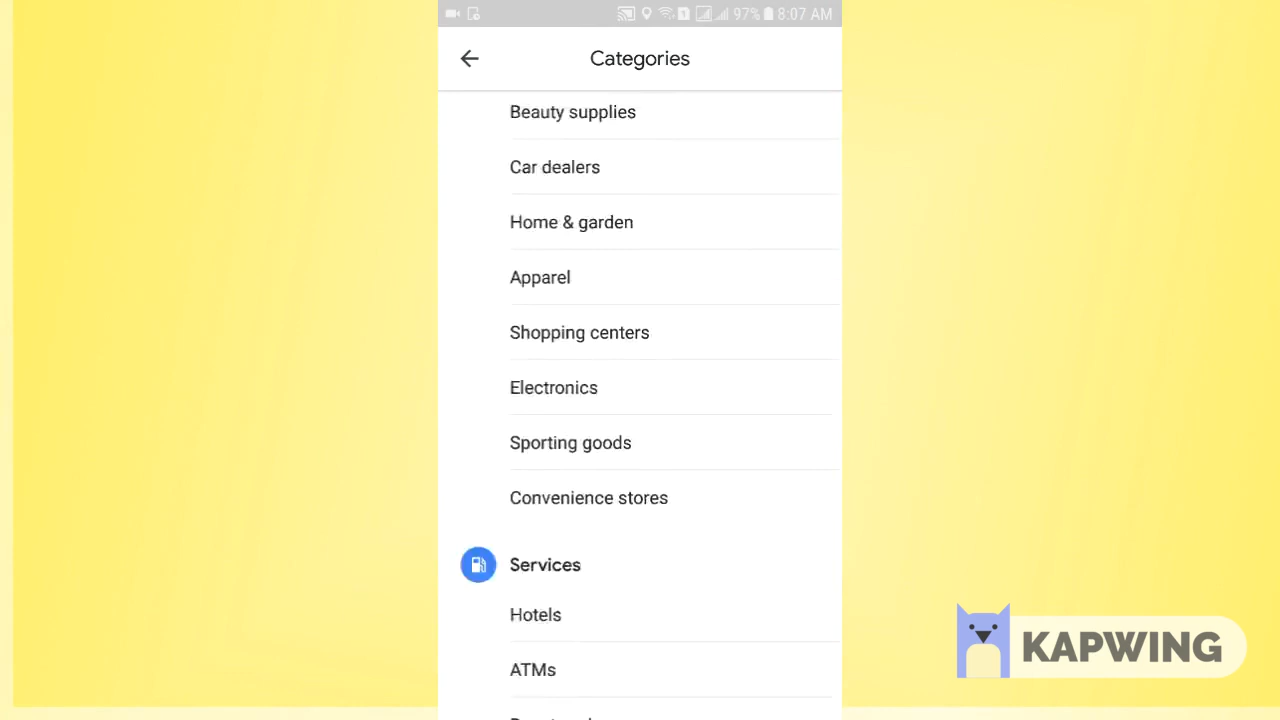 97% 8:07 AM
Categories
Beauty supplies
Car dealers
Home & garden
Apparel
Shopping centers
Electronics
Sporting goods
Convenience stores
Services
Hotels
ATMs
KAPWING